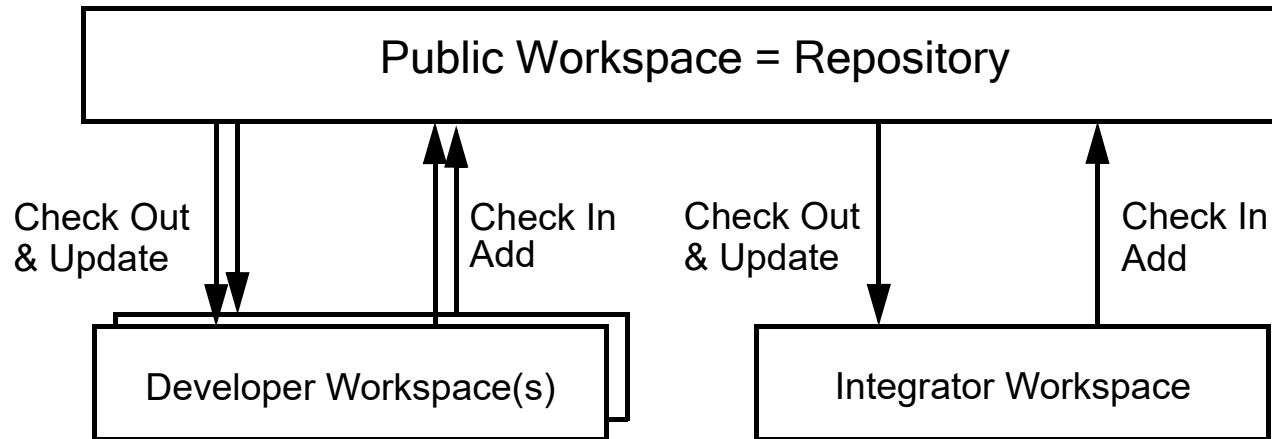 Public Workspace = Repository
Check Out
& Update
Check In
Add
Check Out
& Update
Check In
Add
Developer Workspace(s)
Integrator Workspace